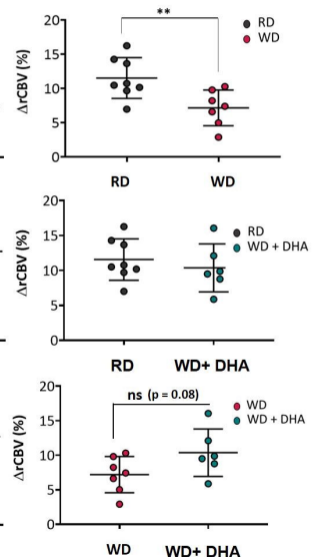 **
20
15
10
5
0
ΔrCBV (%)
RD
WD
RD
WD
20
15
10
5
0
ΔrCBV (%)
RD
WD + DHA
RD
WD+ DHA
ns (p = 0.08)
20
15
10
5
0
ΔrCBV (%)
WD
WD + DHA
WD
WD+ DHA